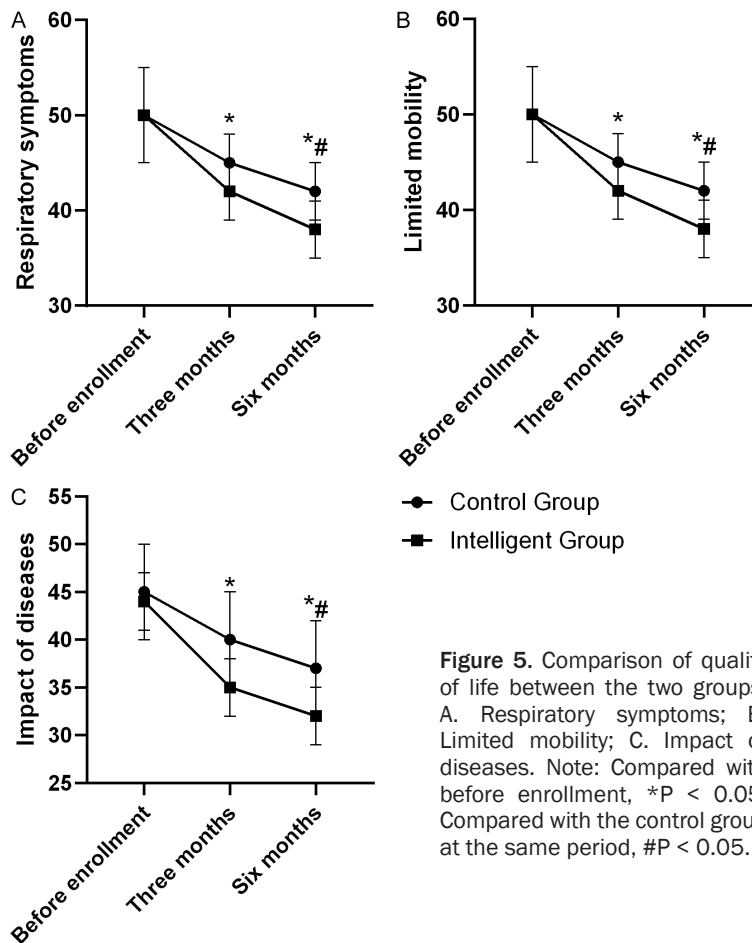 A
Respiratory symptoms
60
50
40
30
*
*#
Before enrollment
Three months
Six months
B
Limited mobility
60
50
40
30
*
*#
Before enrollment
Three months
Six months
C
Impact of diseases
55
50
45
40
35
30
25
*
*#
Before enrollment
Three months
Six months
Control Group
Intelligent Group
Figure 5. Comparison of qualit
of life between the two groups
A. Respiratory symptoms;
Limited mobility; C. Impact
diseases. Note: Compared wit
before enrollment, *P < 0.05
Compared with the control grou
at the same period, #P < 0.05.